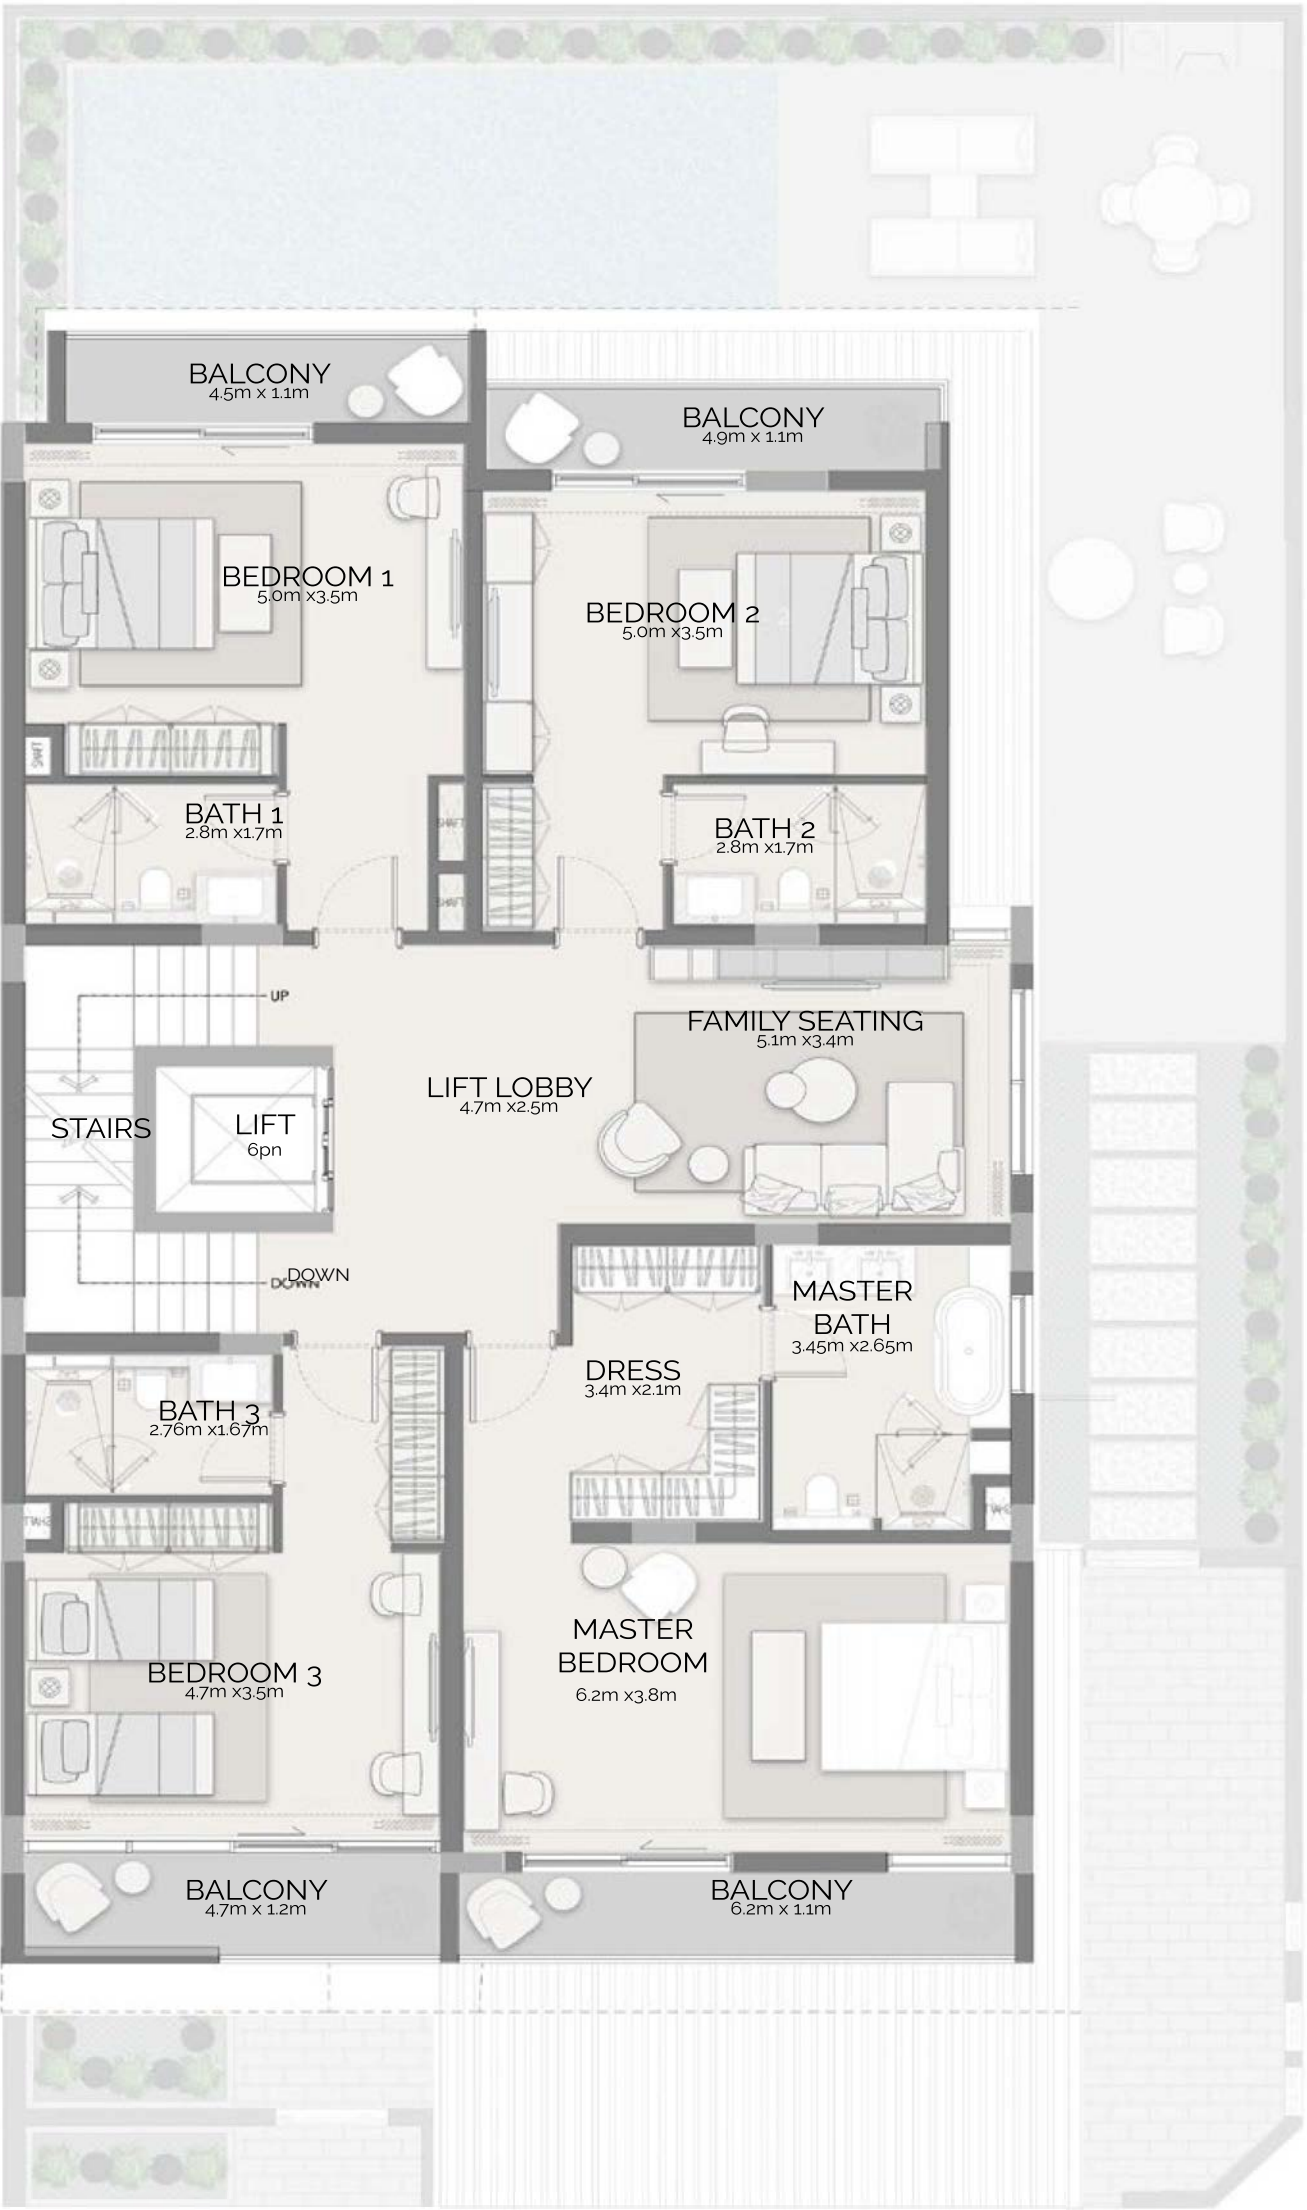 BALCONY
4.5m x 1.1m
BALCONY
4.9m x 1.1m
BEDROOM 1
5.0m x3.5m
BEDROOM 2
5.0m x3.5m
SHAFT
BATH 1
2.8m x1.7m
SHAFT
BATH 2
2.8m x1.7m
SHAFT
UP
FAMILY SEATING
5.1m x3.4m
LIFT LOBBY
4.7m x2.5m
STAIRS
LIFT
6pn
DOWN
DOWN
MASTER
BATH
3.45m x2.65m
DRESS
3.4m x2.1m
BATH 3
2.76m x1.67m
SHAFT
SHAFT
MASTER
BEDROOM
6.2m x3.8m
BEDROOM 3
4.7m x3.5m
BALCONY
4.7m x 1.2m
BALCONY
6.2m x 1.1m